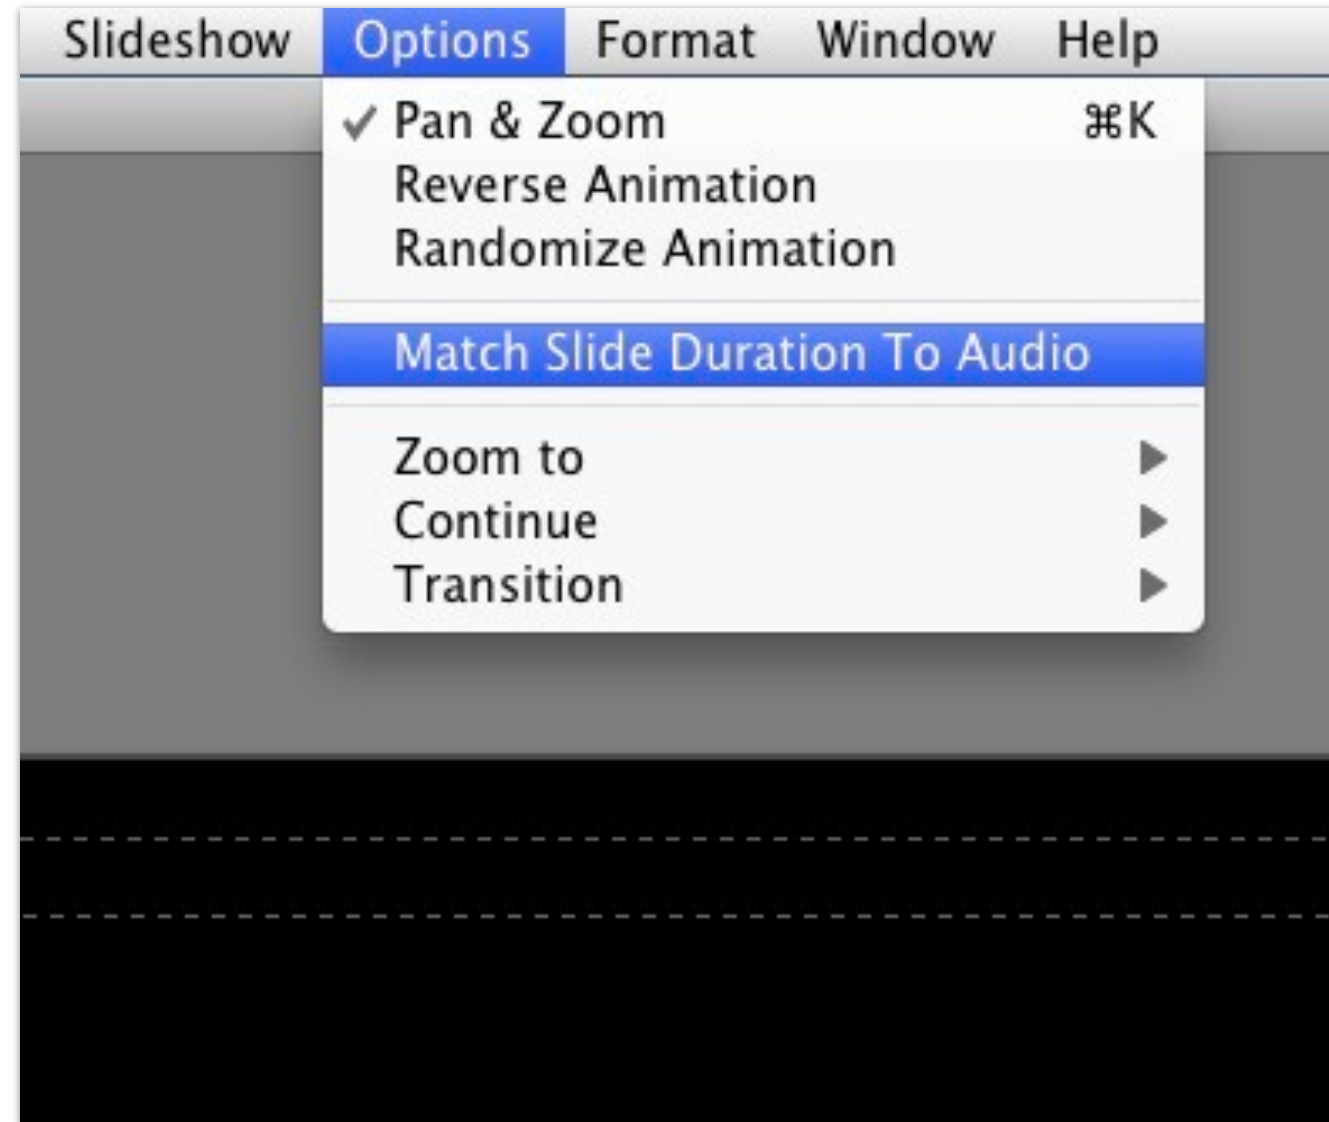 Slideshow Options Format Window Help
✓ Pan & Zoom ⌘K
Reverse Animation
Randomize Animation
Match Slide Duration To Audio
Zoom to ▶
Continue ▶
Transition ▶